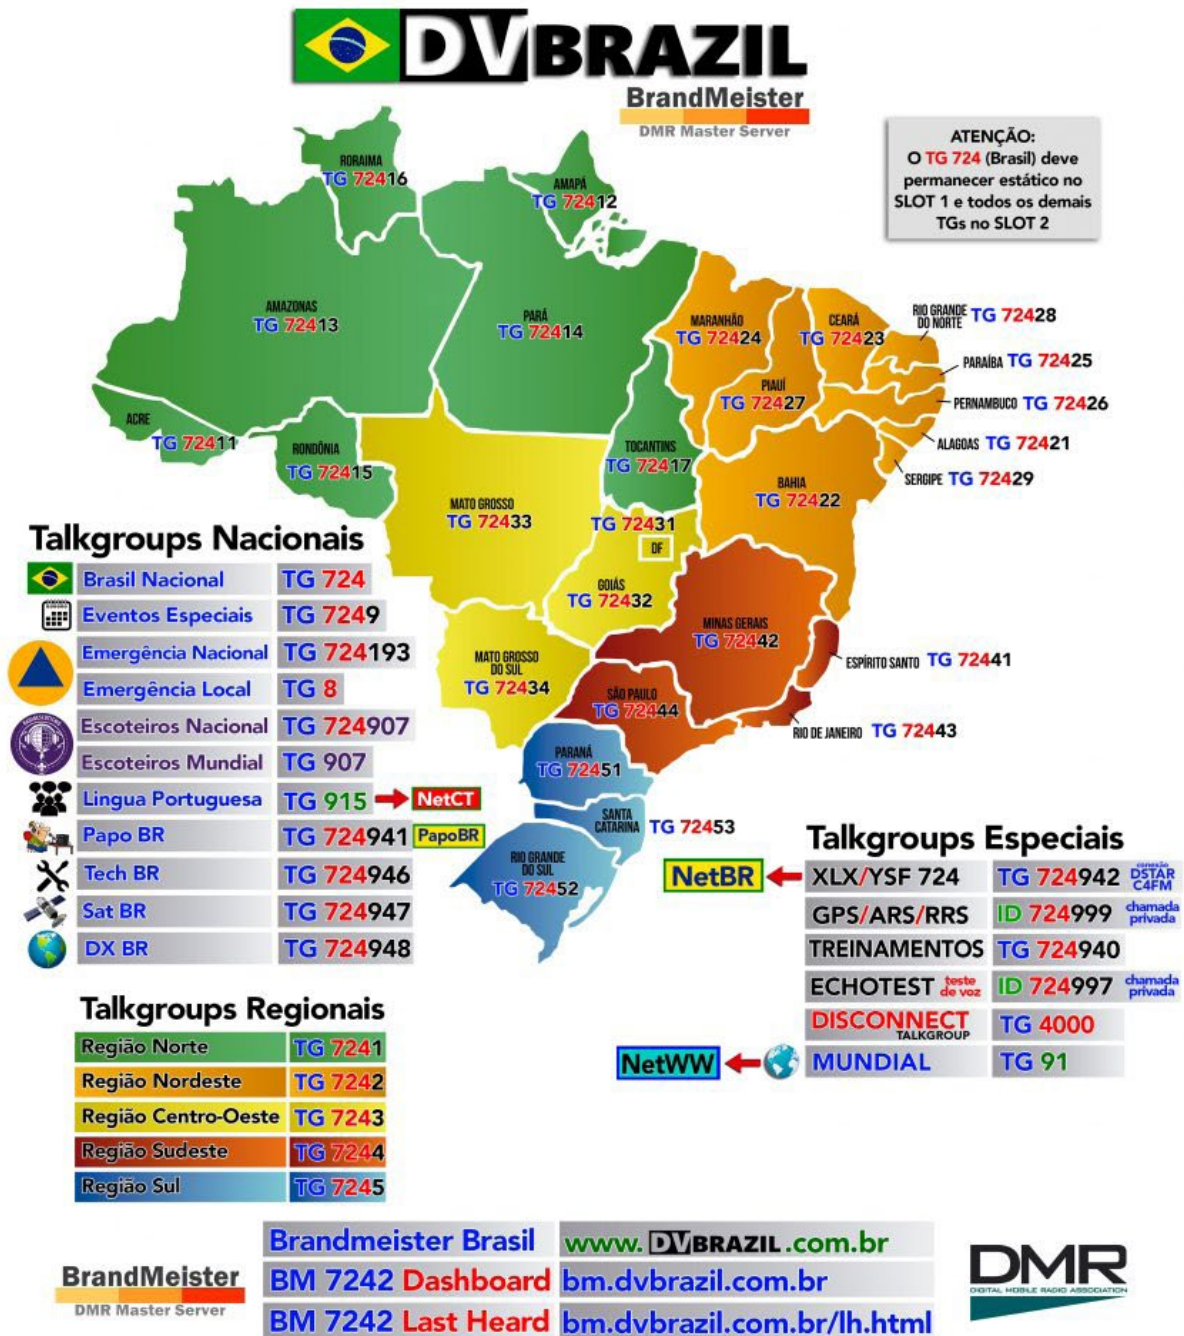 DVBRAZIL
BrandMeister
DMR Master Server
ATENÇÃO:
O TG 724 (Brasil) deve
permanecer estático no
SLOT 1 e todos os demais
TGs no SLOT 2
RORAIMA
TG 72416
AMAPÁ
TG 72412
AMAZONAS
TG 72413
PARÁ
TG 72414
MARANHÃO
TG 72424
CEARÁ
TG 72423
RIO GRANDE
DO NORTE
TG 72428
PARAÍBA TG 72425
PIAUÍ
TG 72427
PERNAMBUCO TG 72426
ACRE
TG 72411
RONDÔNIA
TG 72415
TOCANTINS
TG 72417
ALAGOAS TG 72421
SERGIPE TG 72429
BAHIA
TG 72422
MATO GROSSO
TG 72433
TG 72431
DF
GOIÁS
TG 72432
MINAS GERAIS
TG 72442
MATO GROSSO
DO SUL
TG 72434
ESPÍRITO SANTO TG 72441
SÃO PAULO
TG 72444
RIO DE JANEIRO TG 72443
PARANÁ
TG 72451
SANTA
CATARINA
TG 72453
RIO GRANDE
DO SUL
TG 72452
Talkgroups Nacionais
Brasil Nacional TG 724
Eventos Especiais TG 7249
Emergência Nacional TG 724193
Emergência Local TG 8
Escoteiros Nacional TG 724907
Escoteiros Mundial TG 907
Lingua Portuguesa TG 915 NetCT
Papo BR TG 724941 PapoBR
Tech BR TG 724946
Sat BR TG 724947
DX BR TG 724948
Talkgroups Especiais
NetBR XLX/YSF 724 TG 724942 conexão DSTAR C4FM
GPS/ARS/RRS ID 724999 chamada privada
TREINAMENTOS TG 724940
ECHOTEST teste de voz ID 724997 chamada privada
DISCONNECT TALKGROUP TG 4000
NetWW MUNDIAL TG 91
Talkgroups Regionais
Região Norte TG 7241
Região Nordeste TG 7242
Região Centro-Oeste TG 7243
Região Sudeste TG 7244
Região Sul TG 7245
Brandmeister Brasil www.DVBRAZIL.com.br
BM 7242 Dashboard bm.dvbrazil.com.br
BM 7242 Last Heard bm.dvbrazil.com.br/lh.html
BrandMeister
DMR Master Server
DMR
DIGITAL MOBILE RADIO ASSOCIATION